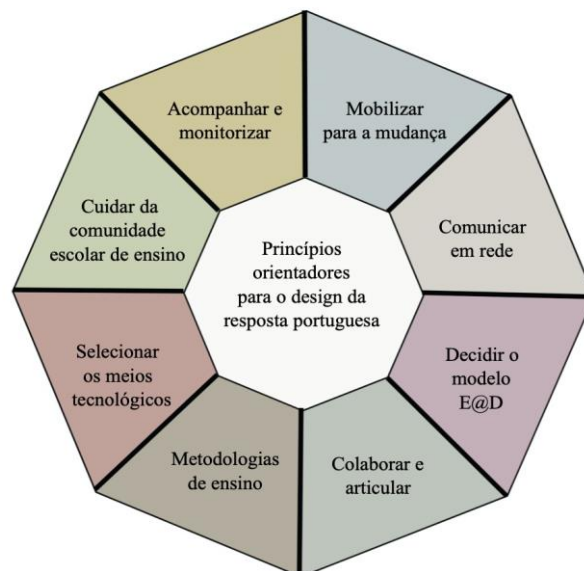 Acompanhar e
monitorizar
Mobilizar
para a mudança
Comunicar
em rede
Decidir o
modelo
E@D
Colaborar e
articular
Metodologias
de ensino
Selecionar
os meios
tecnológicos
Cuidar da
comunidade
escolar de ensino
Princípios
orientadores
para o design da
resposta portuguesa